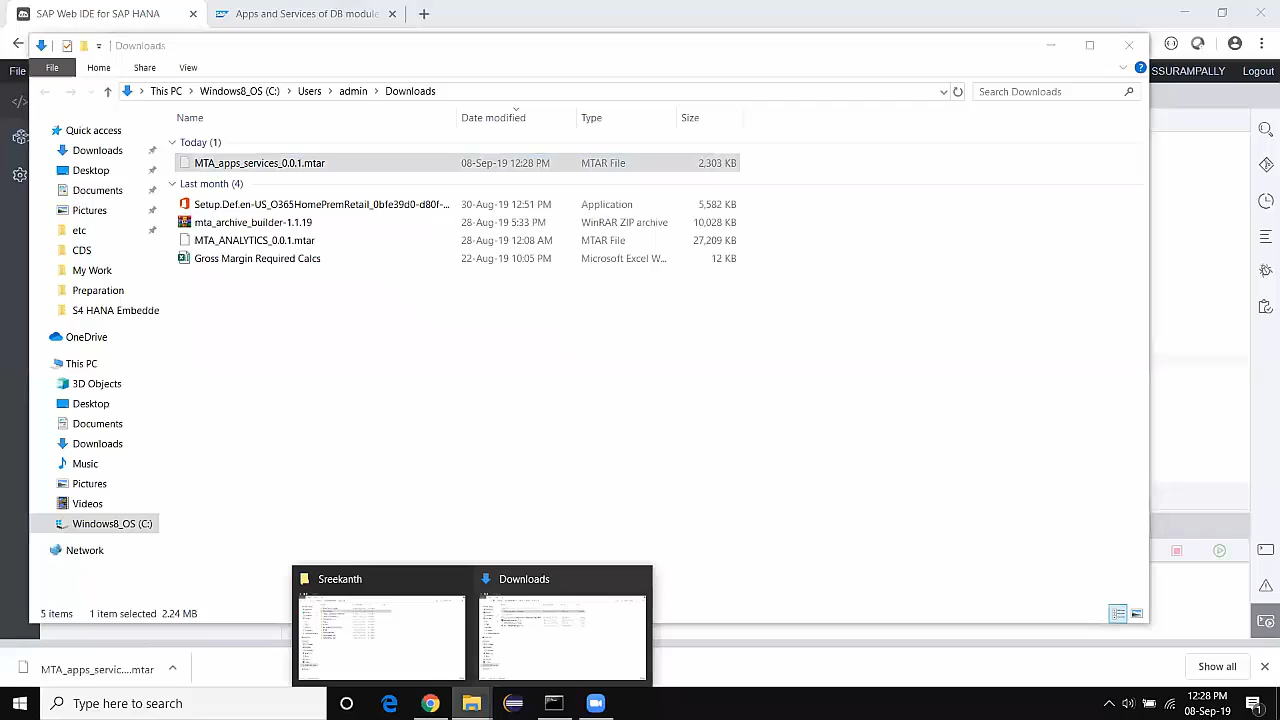 SAP Web IDE for SAP HANA
Apps and Services of DB module
Downloads
File
Home
Share
View
File
SSURAMPALLY
Logout
This PC
Windows8_OS (C:)
Users
admin
Downloads
Search Downloads
Name
Date modified
Type
Size
Today (1)
MTA_apps_services_0.0.1.mtar 08-Sep-19 12:28 PM MTAR File 2,303 KB
Last month (4)
Setup.Def.en-US_O365HomePremRetail_0bfe39d0-d80f-... 30-Aug-19 12:51 PM Application 5,582 KB
mta_archive_builder-1.1.19 28-Aug-19 5:33 PM WinRAR ZIP archive 10,028 KB
MTA_ANALYTICS_0.0.1.mtar 28-Aug-19 12:08 AM MTAR File 27,209 KB
Gross Margin Required Calcs 22-Aug-19 10:05 PM Microsoft Excel W... 12 KB
Quick access
Downloads
Desktop
Documents
Pictures
etc
CDS
My Work
Preparation
S4 HANA Embedde
OneDrive
This PC
3D Objects
Desktop
Documents
Downloads
Music
Pictures
Videos
Windows8_OS (C:)
Network
5 items
item selected 2.24 MB
Sreekanth
Downloads
MTA_apps_servic....mtar
Show all
Type here to search
12:28 PM
08-Sep-19